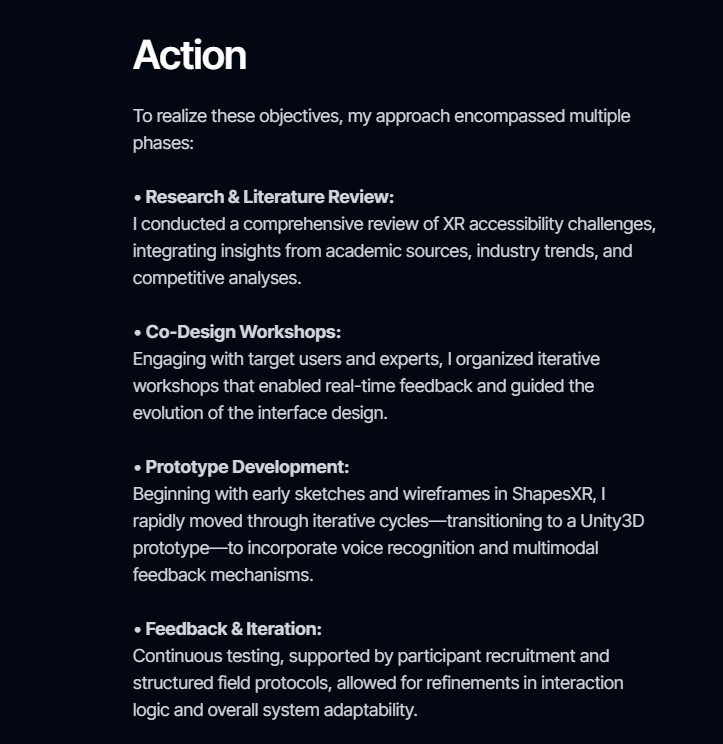 Action
To realize these objectives, my approach encompassed multiple
phases:
• Research & Literature Review:
I conducted a comprehensive review of XR accessibility challenges,
integrating insights from academic sources, industry trends, and
competitive analyses.
• Co-Design Workshops:
Engaging with target users and experts, I organized iterative
workshops that enabled real-time feedback and guided the
evolution of the interface design.
• Prototype Development:
Beginning with early sketches and wireframes in ShapesXR, I
rapidly moved through iterative cycles—transitioning to a Unity3D
prototype—to incorporate voice recognition and multimodal
feedback mechanisms.
• Feedback & Iteration:
Continuous testing, supported by participant recruitment and
structured field protocols, allowed for refinements in interaction
logic and overall system adaptability.